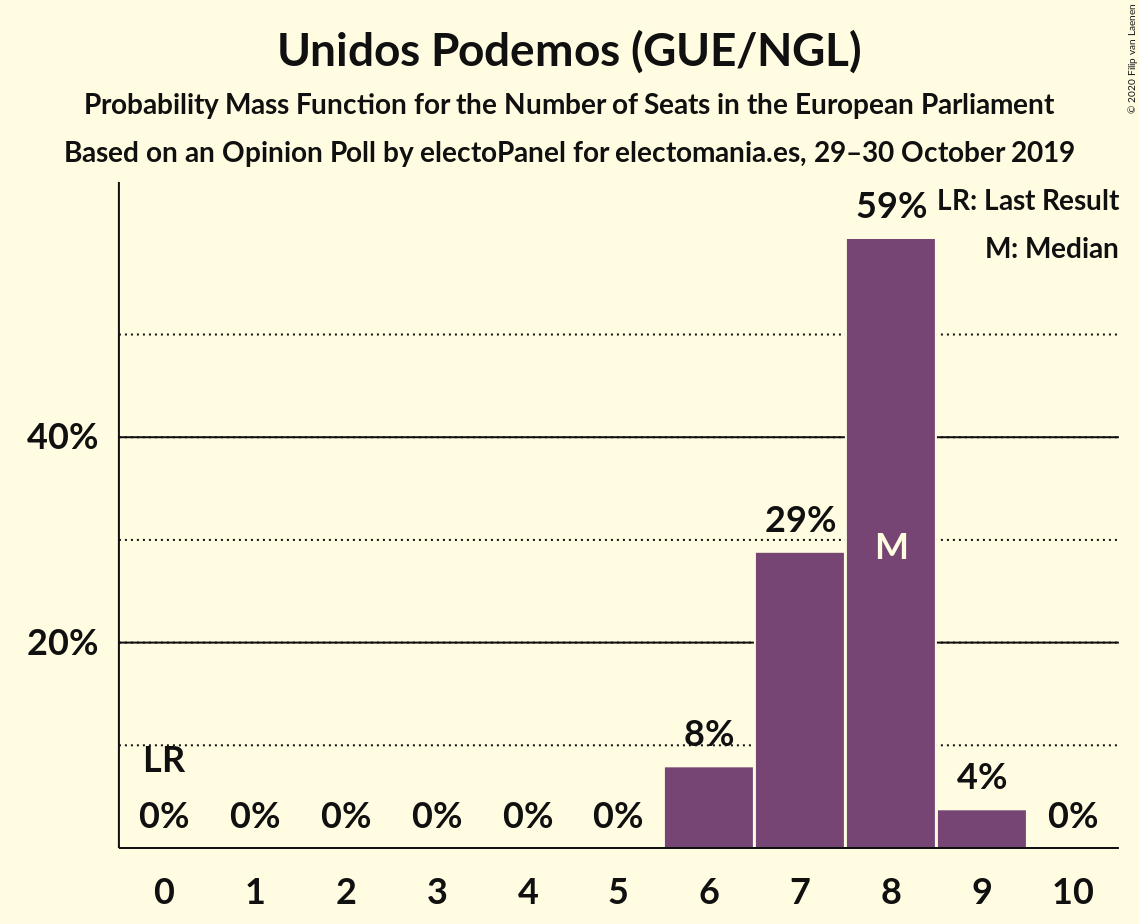 © 2020 Filip van Laenen
Unidos Podemos (GUE/NGL)
Probability Mass Function for the Number of Seats in the European Parliament
Based on an Opinion Poll by electoPanel for electomania.es, 29–30 October 2019
59% LR: Last Result
M: Median
40%
29%
M
20%
8%
LR
4%
0% 0% 0% 0% 0% 0% 0%
0 1 2 3 4 5 6 7 8 9 10